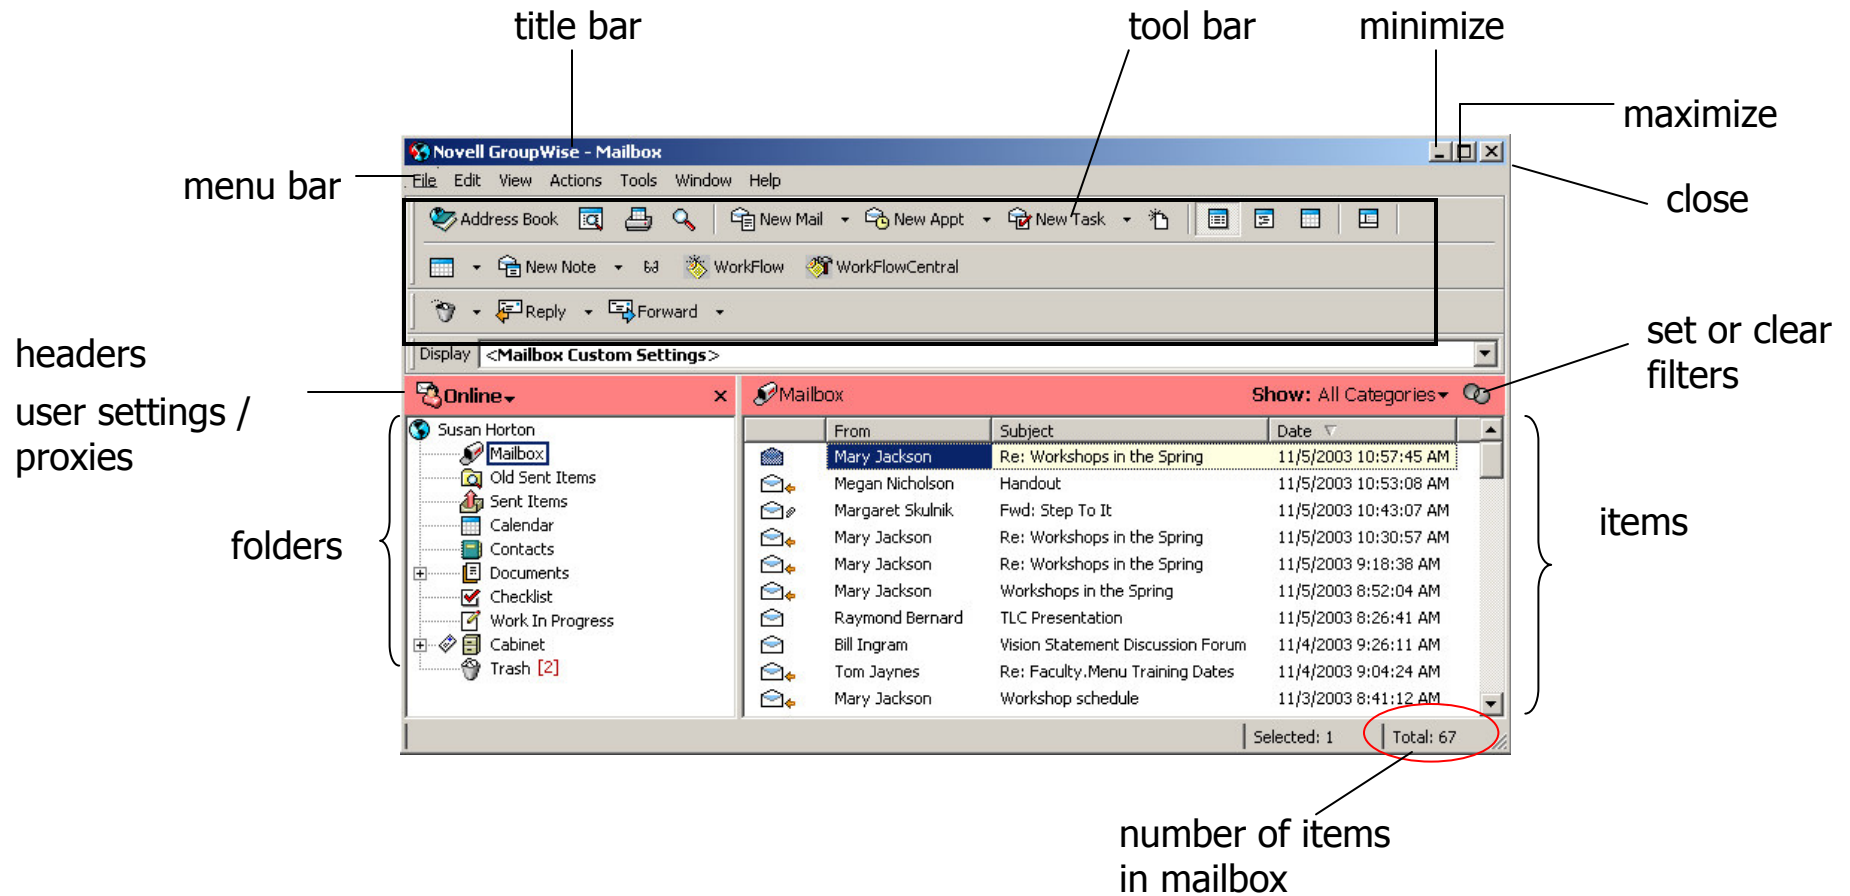 title bar
tool bar
minimize
maximize
Novell GroupWise - Mailbox
menu bar
File Edit View Actions Tools Window Help
close
Address Book New Mail New Appt New Task
New Note WorkFlow WorkFlowCentral
Reply Forward
set or clear
filters
Display <Mailbox Custom Settings>
headers
user settings /
proxies
Online Mailbox Show: All Categories
From Subject Date
folders
Susan Horton
Mailbox
Old Sent Items
Sent Items
Calendar
Contacts
Documents
Checklist
Work In Progress
Cabinet
Trash [2]
Mary Jackson Re: Workshops in the Spring 11/5/2003 10:57:45 AM
Megan Nicholson Handout 11/5/2003 10:53:08 AM
Margaret Skulnik Fwd: Step To It 11/5/2003 10:43:07 AM
Mary Jackson Re: Workshops in the Spring 11/5/2003 10:30:57 AM
Mary Jackson Re: Workshops in the Spring 11/5/2003 9:18:38 AM
Mary Jackson Workshops in the Spring 11/5/2003 8:52:04 AM
Raymond Bernard TLC Presentation 11/5/2003 8:26:41 AM
Bill Ingram Vision Statement Discussion Forum 11/4/2003 9:26:11 AM
Tom Jaynes Re: Faculty.Menu Training Dates 11/4/2003 9:04:24 AM
Mary Jackson Workshop schedule 11/3/2003 8:41:12 AM
items
Selected: 1 Total: 67
number of items
in mailbox